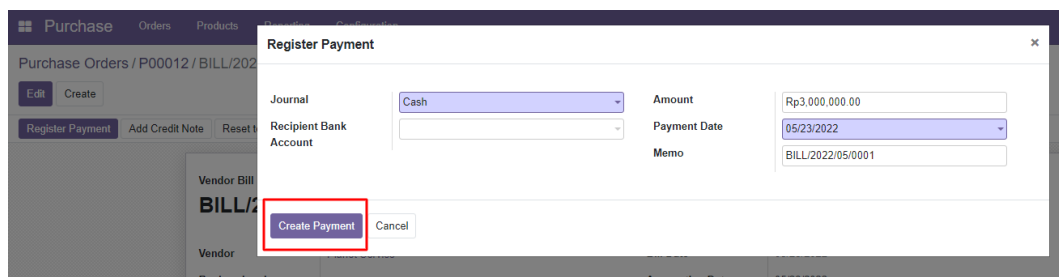 Purchase Orders Products
Register Payment ×
Purchase Orders / P00012 / BILL/202
Edit Create
Journal Cash Amount Rp3,000,000.00
Register Payment Add Credit Note Reset t
Recipient Bank Account Payment Date 05/23/2022
Memo BILL/2022/05/0001
Vendor Bill
BILL/2
Create Payment Cancel
Vendor